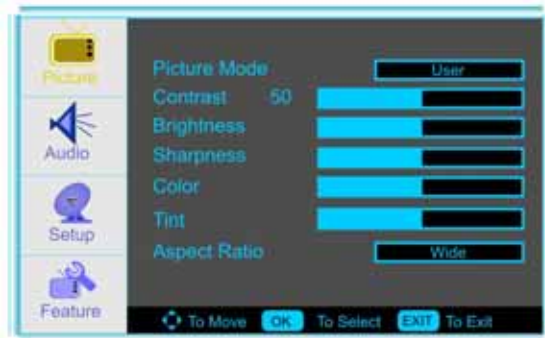 Picture
Audio
Setup
Feature
Picture Mode User
Contrast 50
Brightness
Sharpness
Color
Tint
Aspect Ratio Wide
To Move OK To Select EXIT To Exit